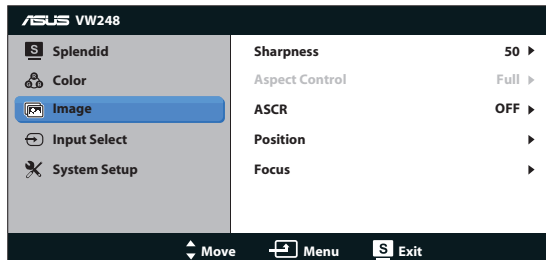 ASUS VW248
S Splendid
Color
Image
Input Select
System Setup
Sharpness 50
Aspect Control Full
ASCR OFF
Position
Focus
Move Menu S Exit